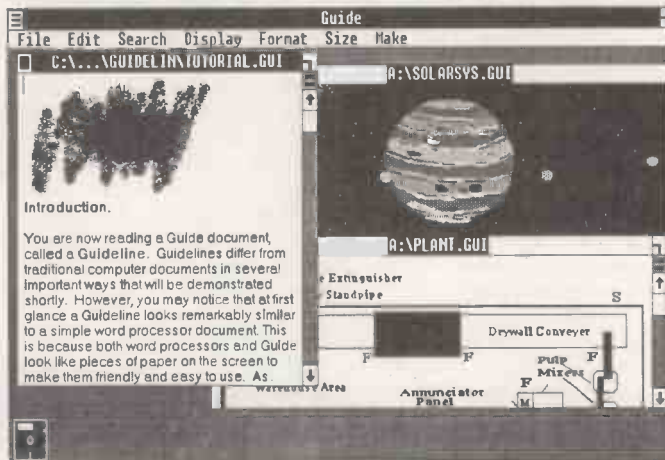 Guide
File Edit Search Display Format Size Make
C:\...\GUIDELIN\TUTORIAL.GUI
Introduction.
You are now reading a Guide document,
called a Guideline. Guidelines differ from
traditional computer documents in several
important ways that will be demonstrated
shortly. However, you may notice that at first
glance a Guideline looks remarkably similar
to a simple word processor document. This
is because both word processors and Guide
look like pieces of paper on the screen to
make them friendly and easy to use. As
A:\SOLARSYS.GUI
A:\PLANT.GUI
e Extinguisher
Standpipe
S
Drywall Conveyer
F
F
F
Pulp
Mixers
Warehouse Area
Annunciator
Panel
F
M